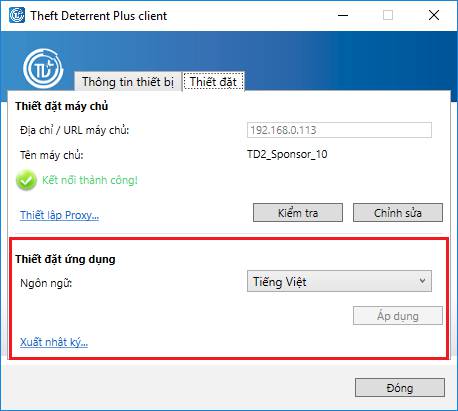 Theft Deterrent Plus client
TD
Thông tin thiết bị
Thiết đặt
Thiết đặt máy chủ
Địa chỉ / URL máy chủ:
192.168.0.113
Tên máy chủ:
TD2_Sponsor_10
Kết nối thành công!
Thiết lập Proxy...
Kiểm tra
Chỉnh sửa
Thiết đặt ứng dụng
Ngôn ngữ:
Tiếng Việt
Áp dụng
Xuất nhật ký...
Đóng